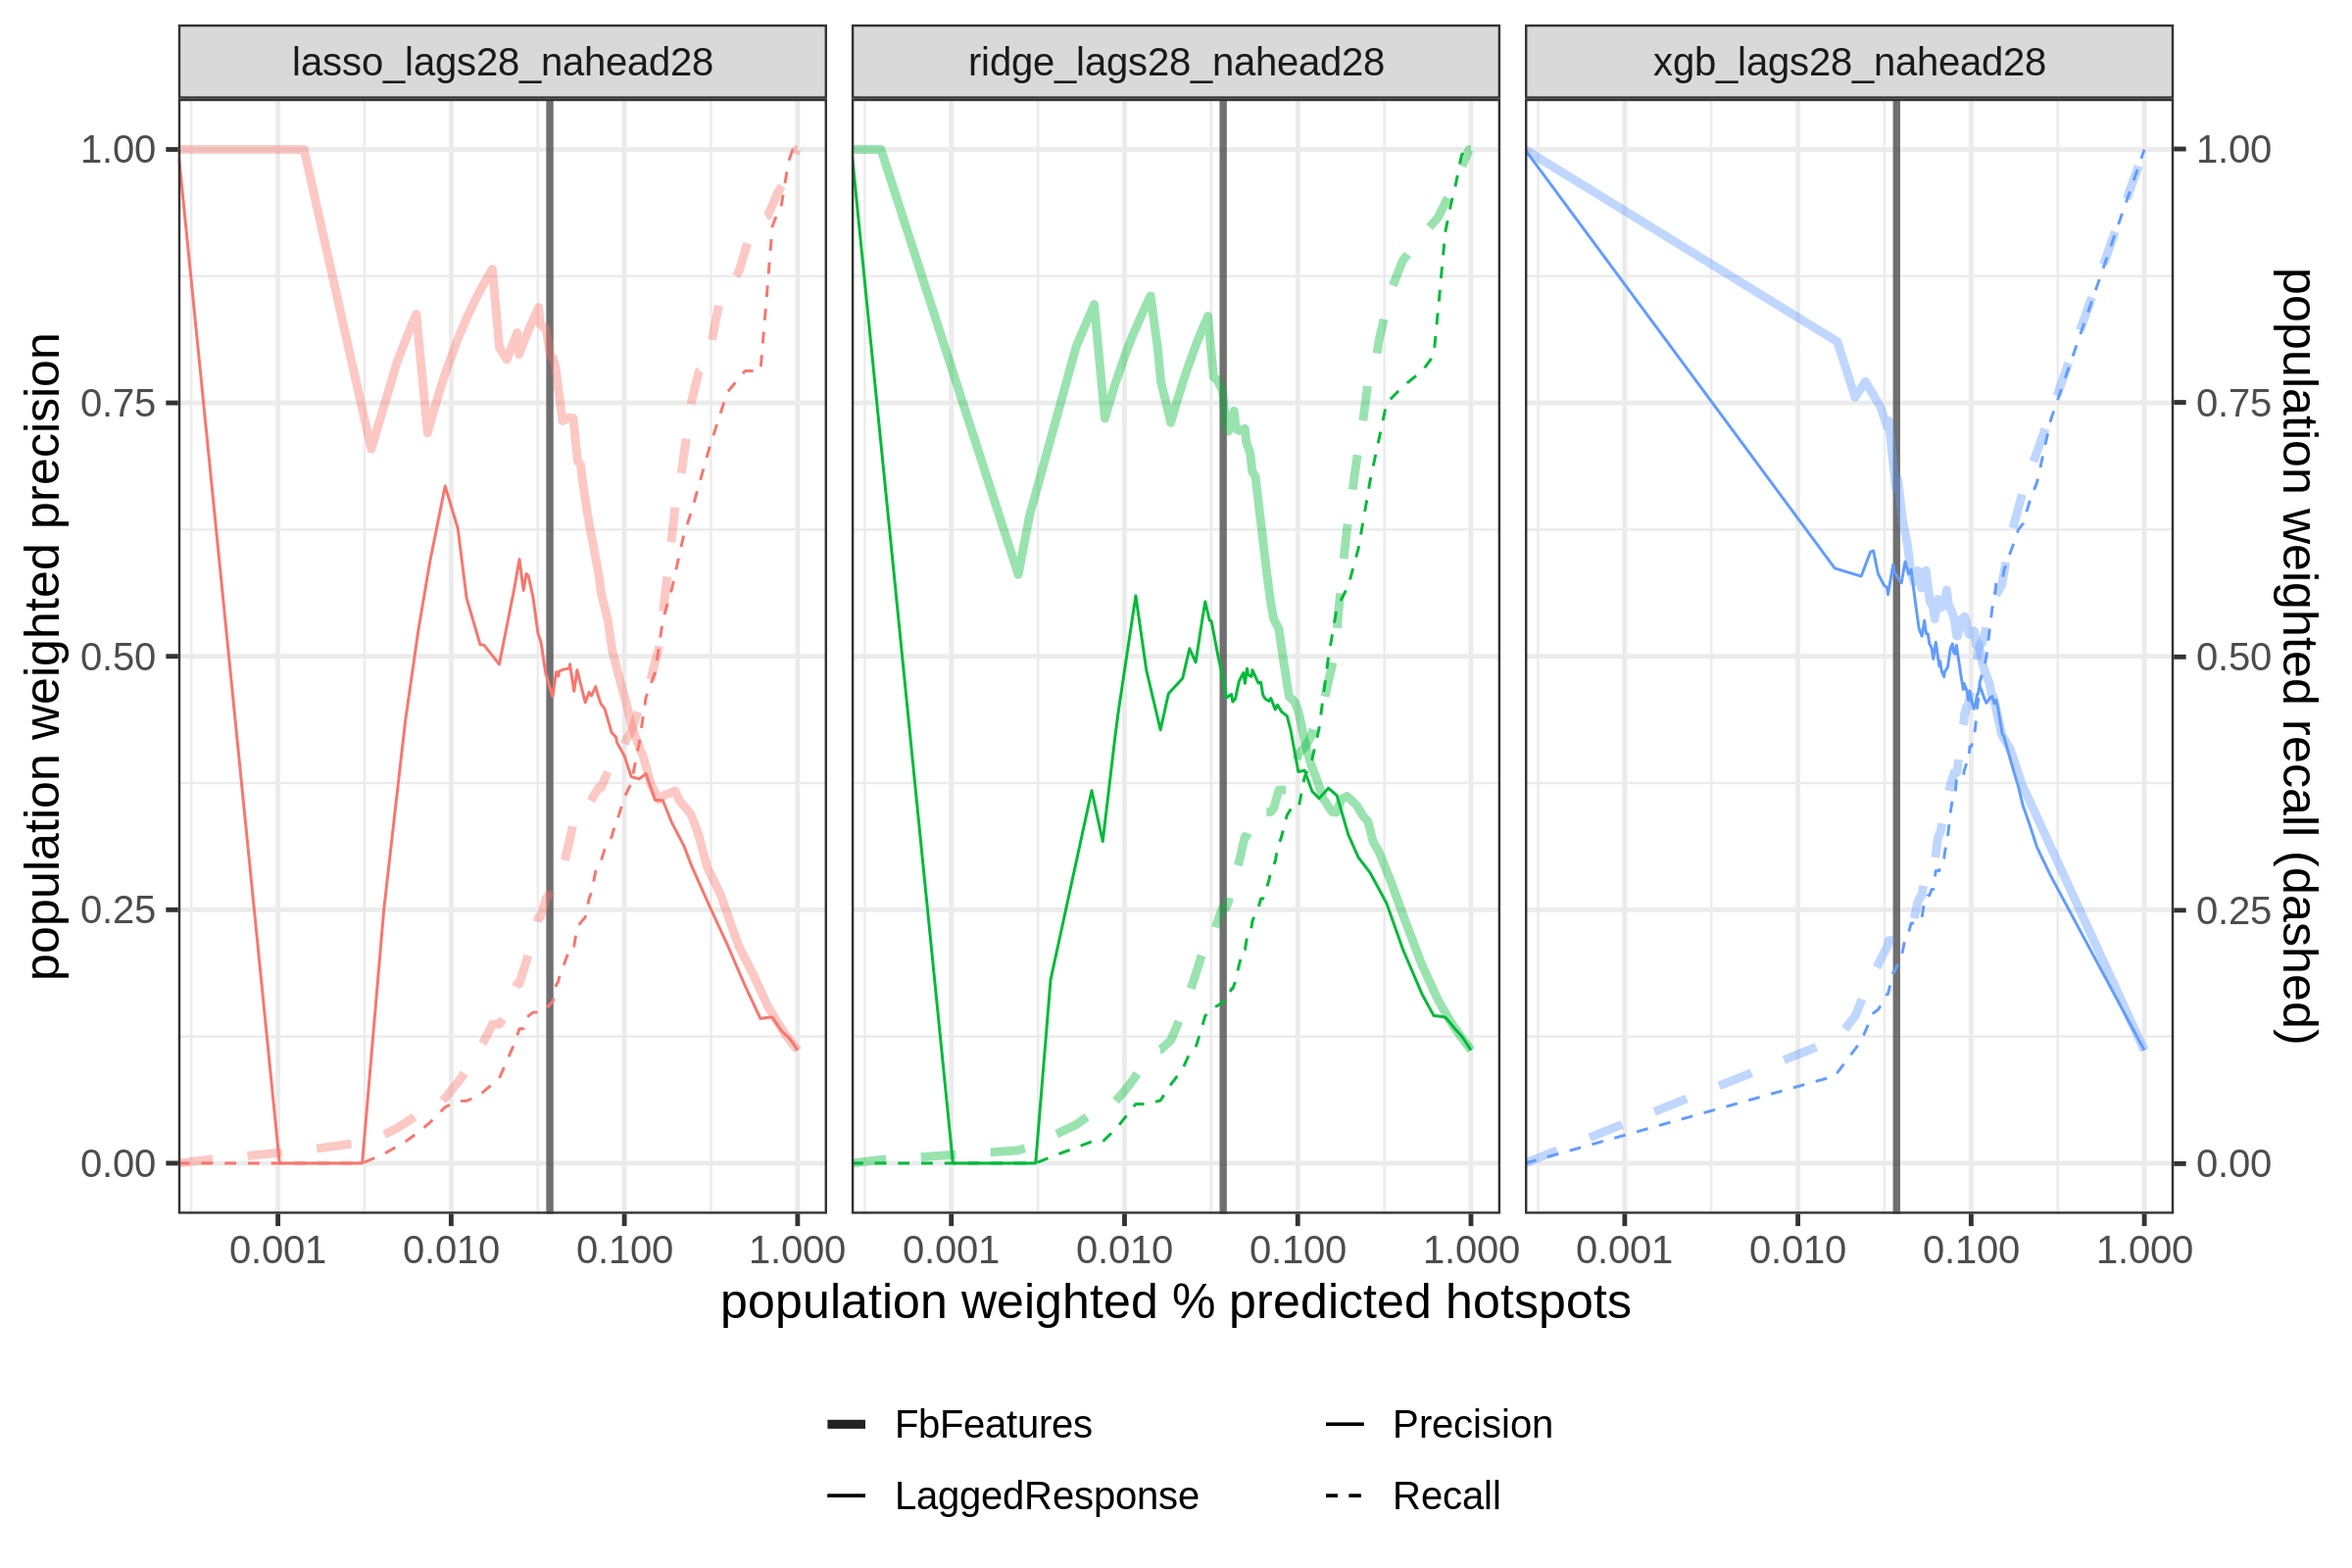 lasso_lags28_nahead28 ridge_lags28_nahead28 xgb_lags28_nahead28
population weighted precision
1.00
0.75
0.50
0.25
0.00
1.00
0.75
0.50
0.25
0.00
population weighted recall (dashed)
0.001 0.010 0.100 1.000 0.001 0.010 0.100 1.000 0.001 0.010 0.100 1.000
population weighted % predicted hotspots
FbFeatures Precision
LaggedResponse Recall